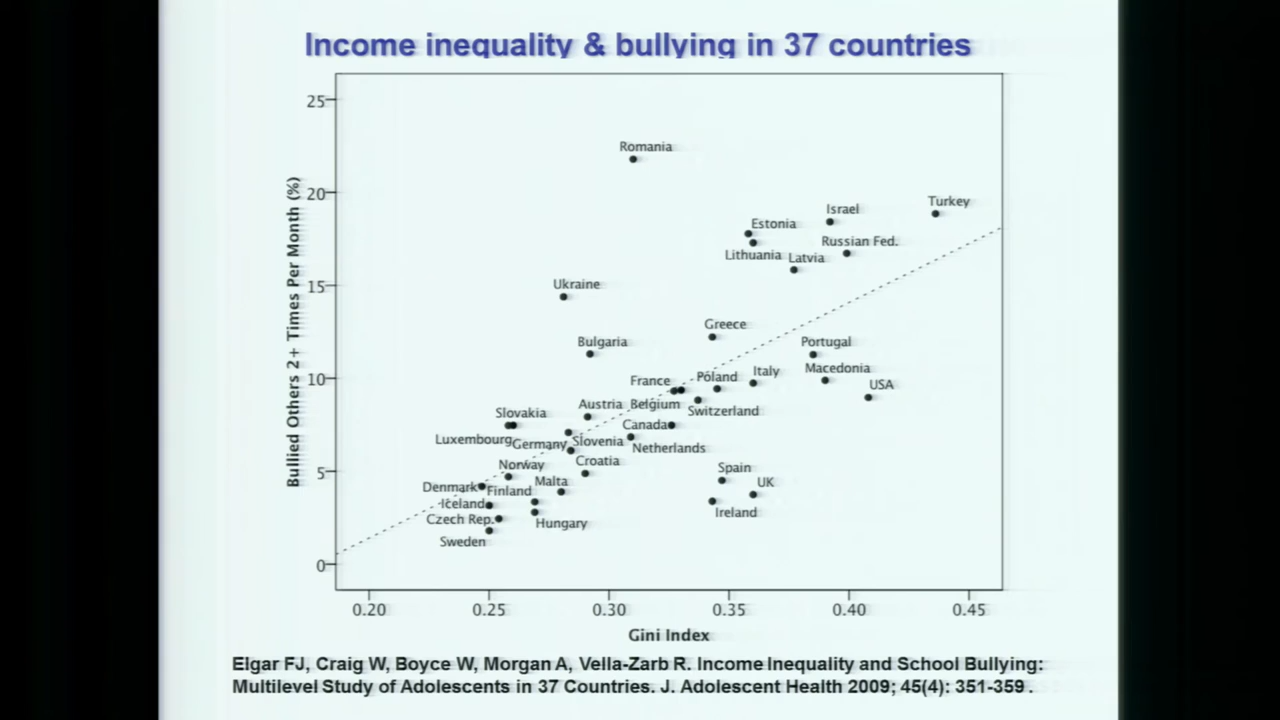 Income inequality & bullying in 37 countries
Bullied Others 2+ Times Per Month (%)
25
20
15
10
5
0
Romania
Turkey
Israel
Estonia
Russian Fed.
Lithuania
Latvia
Ukraine
Greece
Bulgaria
Portugal
Macedonia
Italy
Poland
France
USA
Austria
Belgium
Switzerland
Slovakia
Canada
Luxembourg
Germany
Slovenia
Netherlands
Croatia
Norway
Spain
Malta
UK
Denmark
Finland
Iceland
Ireland
Czech Rep.
Hungary
Sweden
0.20 0.25 0.30 0.35 0.40 0.45
Gini Index
Elgar FJ, Craig W, Boyce W, Morgan A, Vella-Zarb R. Income Inequality and School Bullying:
Multilevel Study of Adolescents in 37 Countries. J. Adolescent Health 2009; 45(4): 351-359.